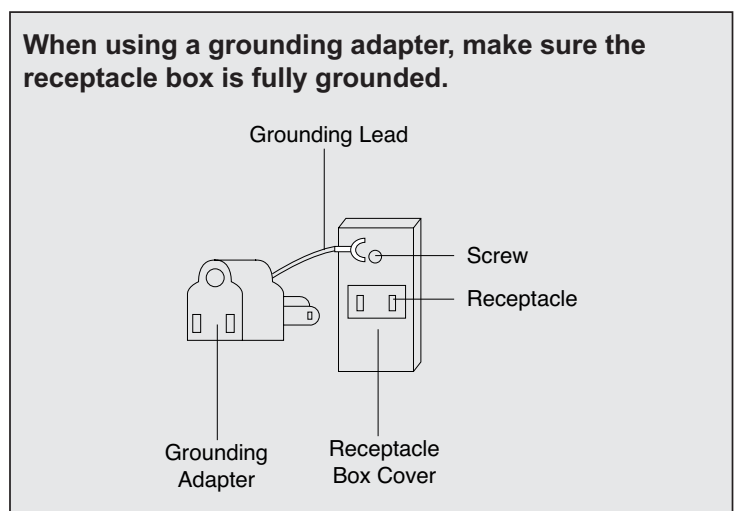 When using a grounding adapter, make sure the
receptacle box is fully grounded.
Grounding Lead
Screw
Receptacle
Grounding
Adapter
Receptacle
Box Cover